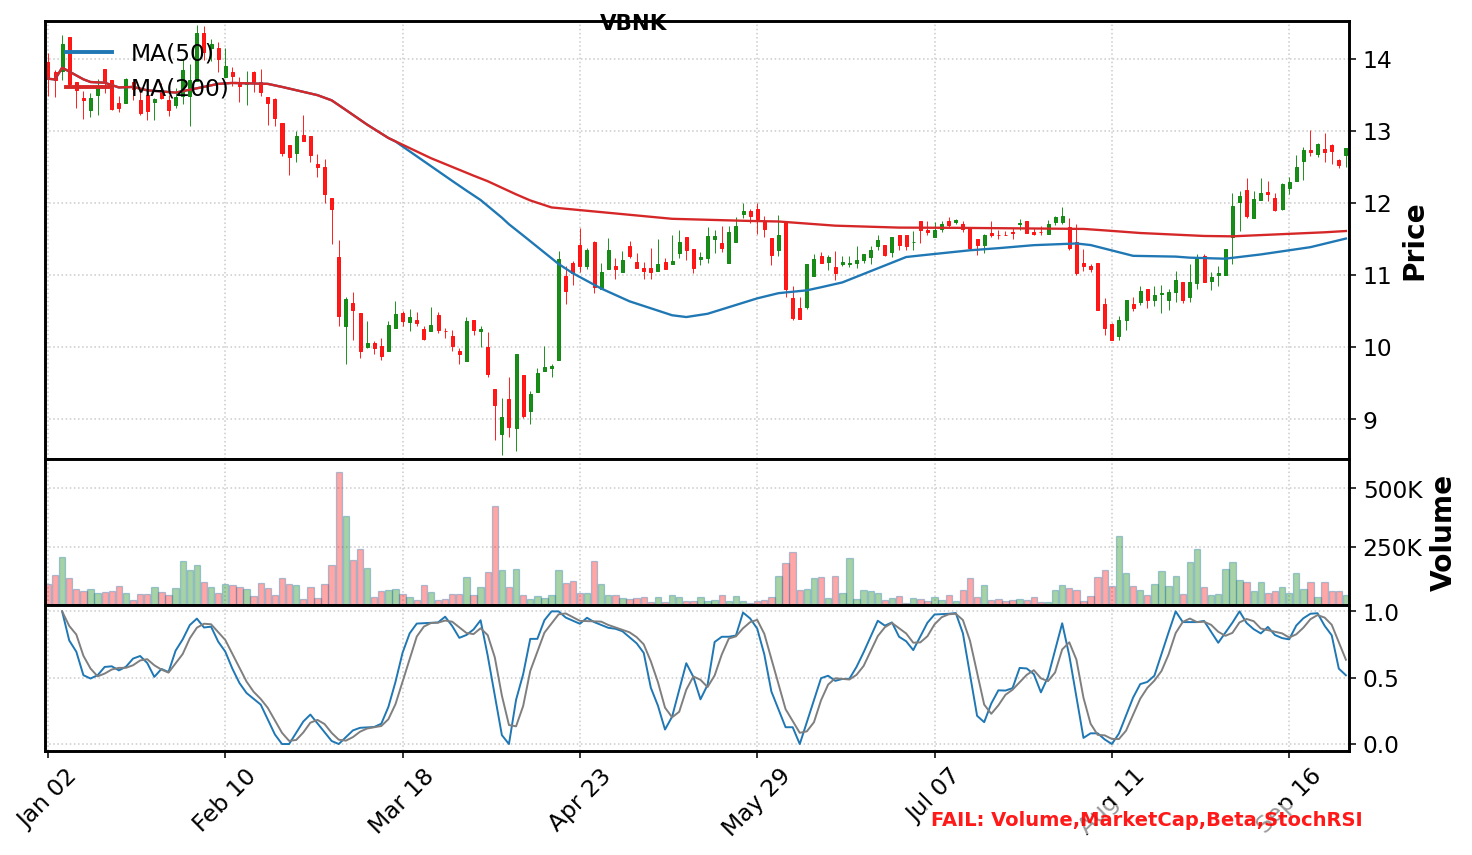 VBNK
MA(50)
MA(200)
14
13
12
11
10
9
Price
500K
250K
Volume
1.0
0.5
0.0
Jan 02
Feb 10
Mar 18
Apr 23
May 29
Jul 07
Aug 11
Sep 16
FAIL: Volume,MarketCap,Beta,StochRSI